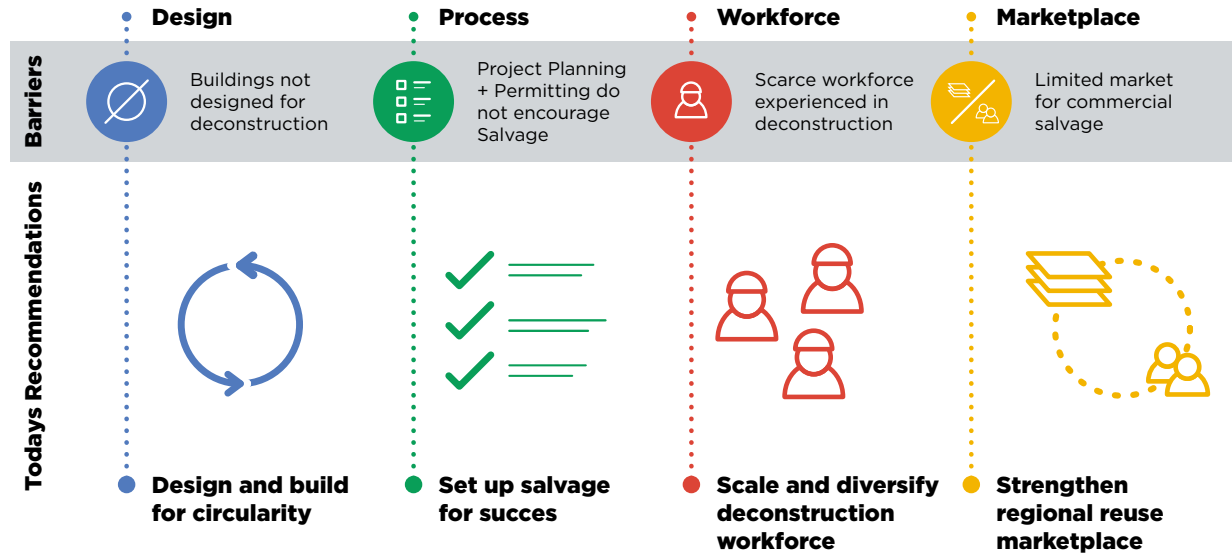 Design
Process
Workforce
Marketplace
Barriers
Buildings not
designed for
deconstruction
Project Planning
+ Permitting do
not encourage
Salvage
Scarce workforce
experienced in
deconstruction
Limited market
for commercial
salvage
Todays Recommendations
Design and build
for circularity
Set up salvage
for succes
Scale and diversify
deconstruction
workforce
Strengthen
regional reuse
marketplace